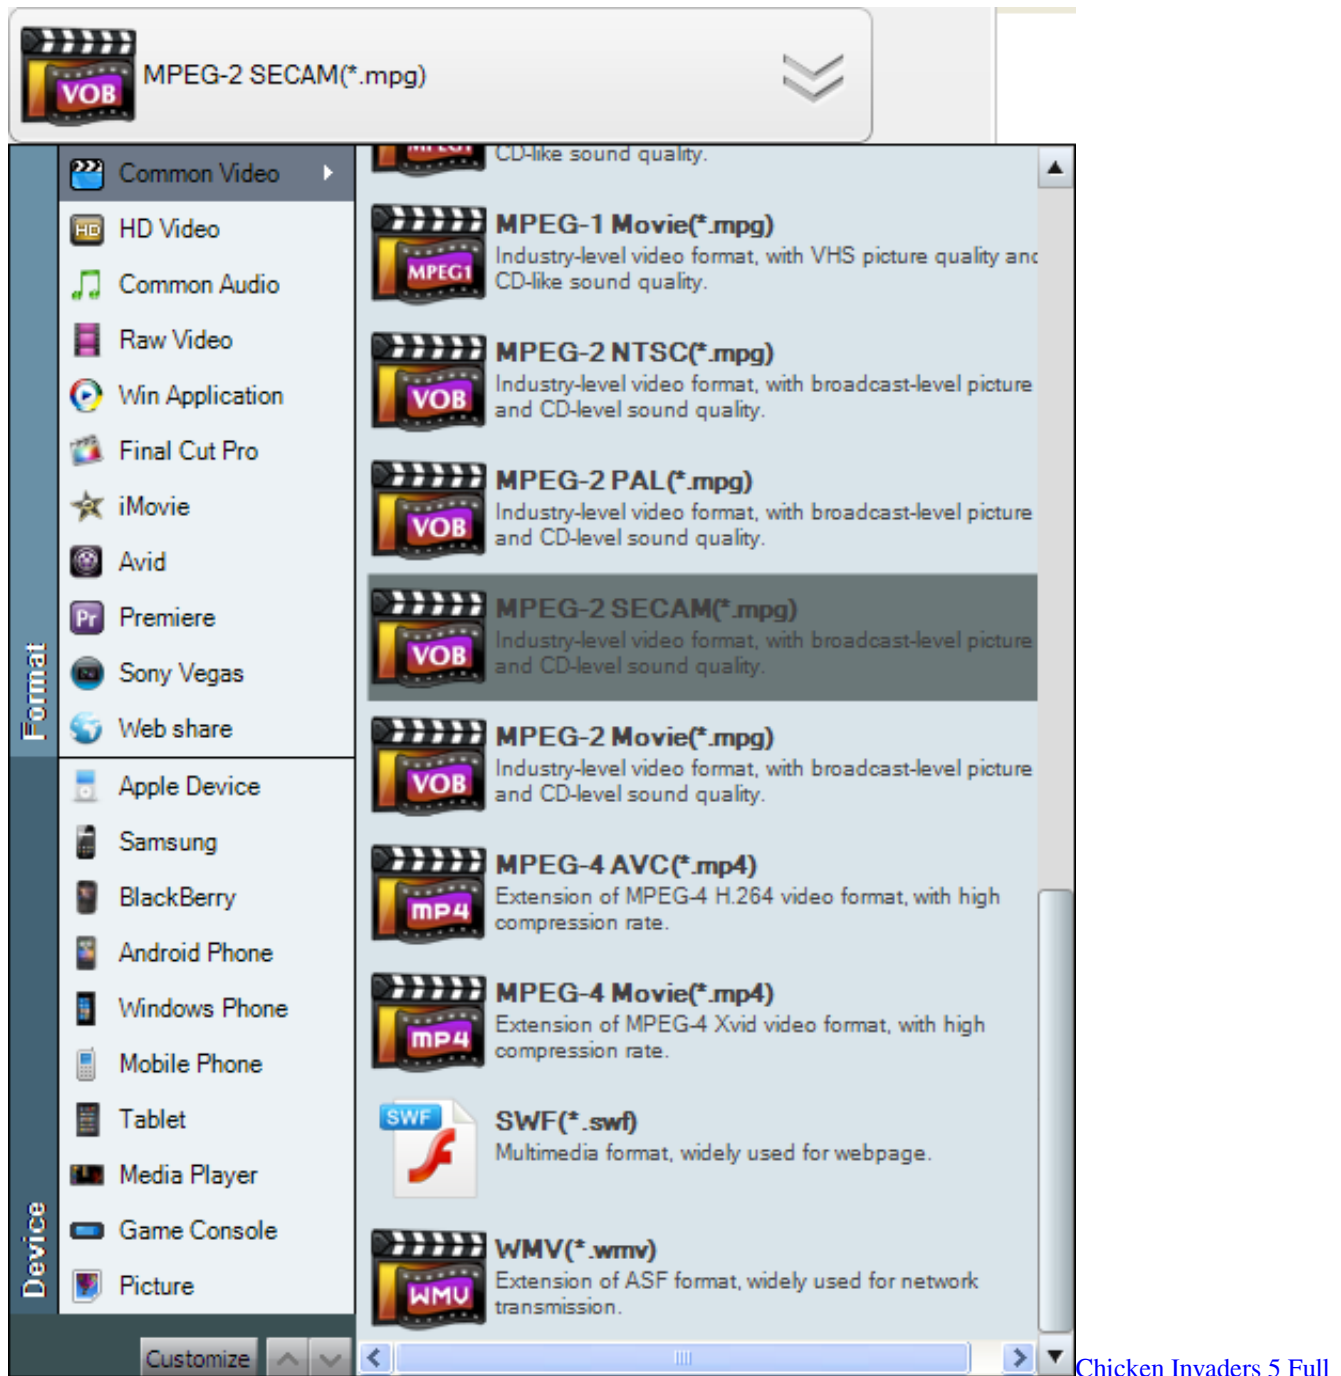 VOB
MPEG-2 SECAM(*.mpg)
Format
Common Video
HD
HD Video
Common Audio
Raw Video
Win Application
Final Cut Pro
iMovie
Avid
Pr
Premiere
Sony Vegas
Web share
Device
Apple Device
Samsung
BlackBerry
Android Phone
Windows Phone
Mobile Phone
Tablet
Media Player
Game Console
Picture
Customize
MPEG1
CD-like sound quality.
MPEG1
MPEG-1 Movie(*.mpg)
Industry-level video format, with VHS picture quality and
CD-like sound quality.
VOB
MPEG-2 NTSC(*.mpg)
Industry-level video format, with broadcast-level picture
and CD-level sound quality.
VOB
MPEG-2 PAL(*.mpg)
Industry-level video format, with broadcast-level picture
and CD-level sound quality.
VOB
MPEG-2 SECAM(*.mpg)
Industry-level video format, with broadcast-level picture
and CD-level sound quality.
VOB
MPEG-2 Movie(*.mpg)
Industry-level video format, with broadcast-level picture
and CD-level sound quality.
MP4
MPEG-4 AVC(*.mp4)
Extension of MPEG-4 H.264 video format, with high
compression rate.
MP4
MPEG-4 Movie(*.mp4)
Extension of MPEG-4 Xvid video format, with high
compression rate.
SWF
SWF(*.swf)
Multimedia format, widely used for webpage.
WMV
WMV(*.wmv)
Extension of ASF format, widely used for network
transmission.
Chicken Invaders 5 Full